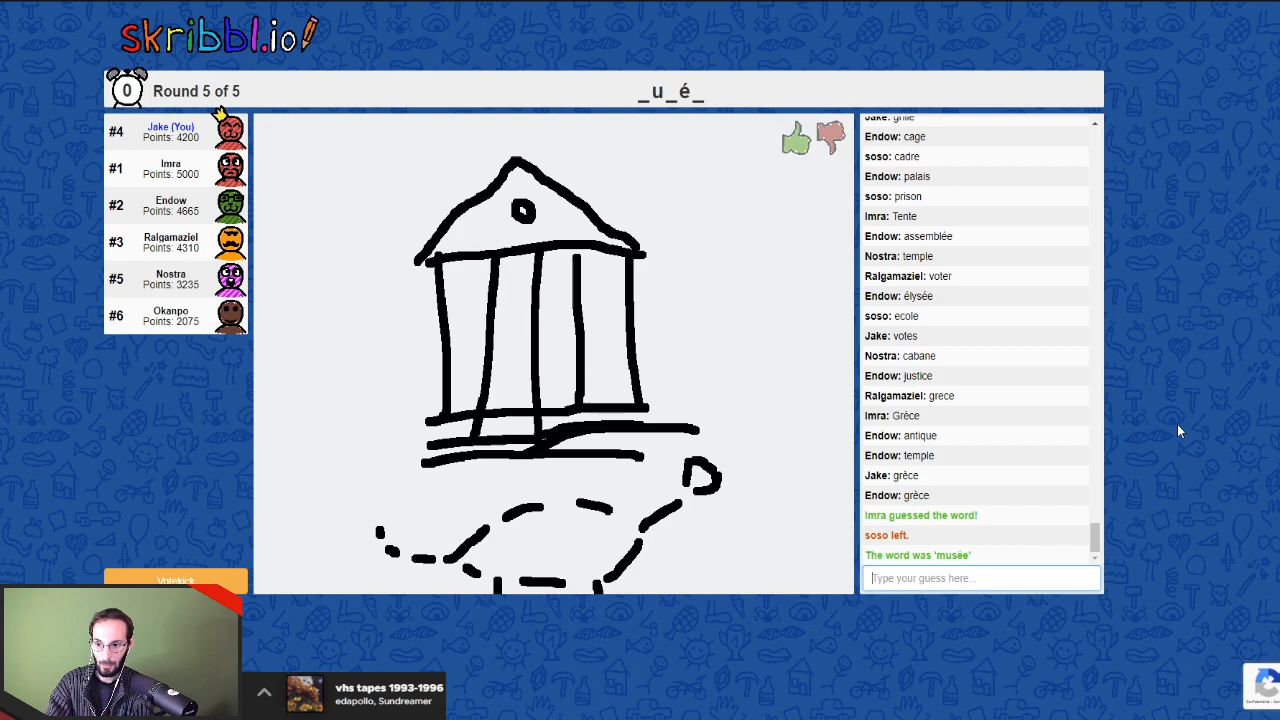 skribbl.io
0
Round 5 of 5
_u_é_
#4
Jake (You)
Points: 4200
#1
Imra
Points: 5000
#2
Endow
Points: 4665
#3
Ralgamaziel
Points: 4310
#5
Nostra
Points: 3235
#6
Okanpo
Points: 2075
Votekick
Jake: grille
Endow: cage
soso: cadre
Endow: palais
soso: prison
Imra: Tente
Endow: assemblée
Nostra: temple
Ralgamaziel: voter
Endow: élysée
soso: ecole
Jake: votes
Nostra: cabane
Endow: justice
Ralgamaziel: grece
Imra: Grèce
Endow: antique
Endow: temple
Jake: grèce
Endow: grèce
Imra guessed the word!
soso left.
The word was 'musée'
Type your guess here...
vhs tapes 1993-1996
edapollo, Sundreamer